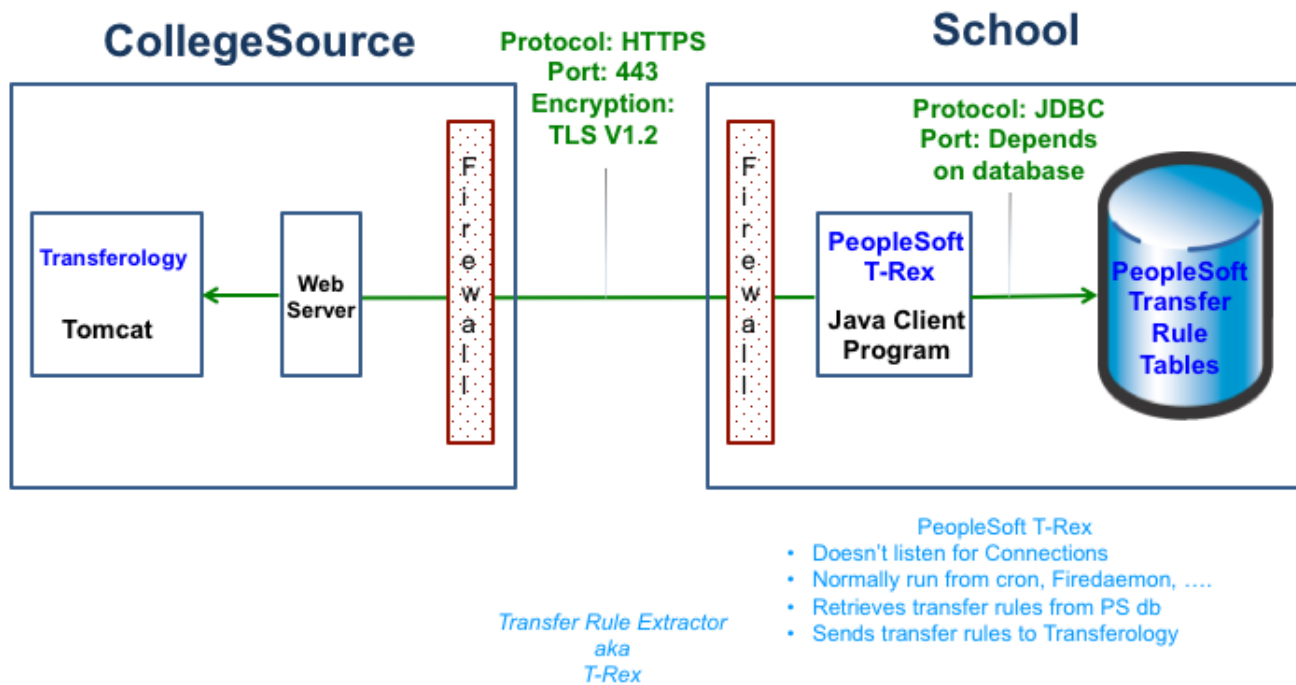 CollegeSource
School
Protocol: HTTPS
Port: 443
Encryption:
TLS V1.2
Protocol: JDBC
Port: Depends
on database
Transferology
Tomcat
Web
Server
Firewall
Firewall
PeopleSoft
T-Rex
Java Client
Program
PeopleSoft
Transfer
Rule
Tables
PeopleSoft T-Rex
• Doesn’t listen for Connections
• Normally run from cron, Firedaemon, ….
• Retrieves transfer rules from PS db
• Sends transfer rules to Transferology
Transfer Rule Extractor
aka
T-Rex